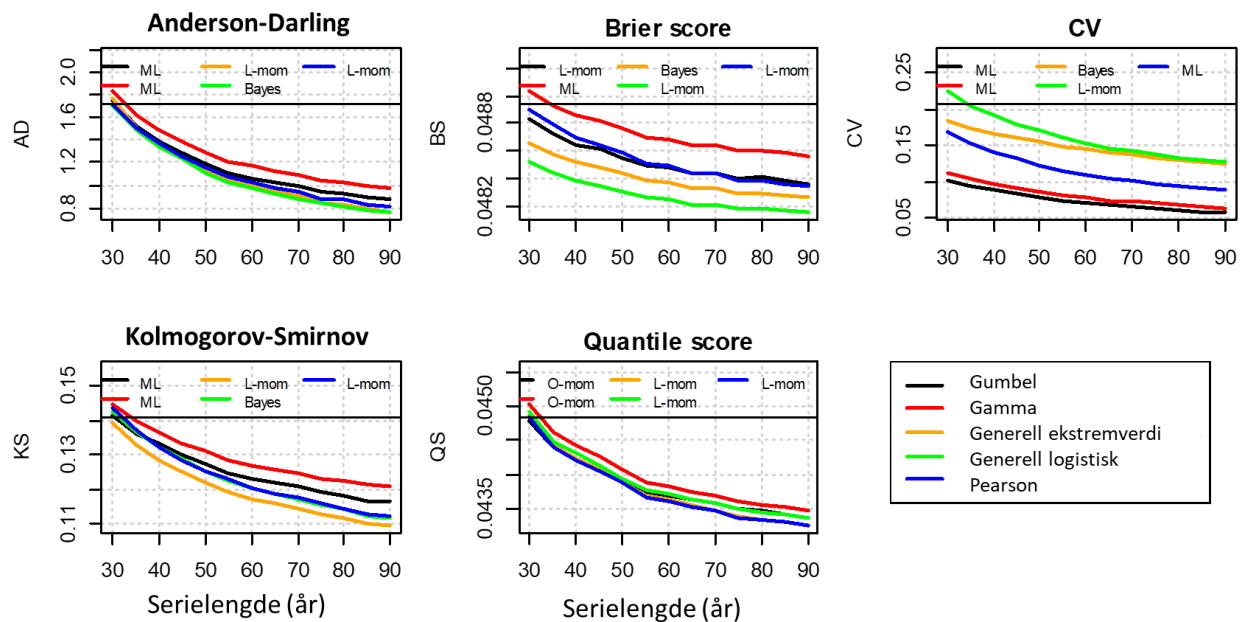 Anderson-Darling
AD
2.0
1.6
1.2
0.8
ML L-mom L-mom
ML Bayes
30 40 50 60 70 80 90
Brier score
BS
0.0488
0.0482
L-mom Bayes L-mom
ML L-mom
30 40 50 60 70 80 90
CV
CV
0.25
0.15
0.05
ML Bayes ML
ML L-mom
30 40 50 60 70 80 90
Kolmogorov-Smirnov
KS
0.15
0.13
0.11
ML L-mom L-mom
ML Bayes
30 40 50 60 70 80 90
Serielengde (år)
Quantile score
QS
0.0450
0.0435
O-mom L-mom L-mom
O-mom L-mom
30 40 50 60 70 80 90
Serielengde (år)
Gumbel
Gamma
Generell ekstremverdi
Generell logistisk
Pearson